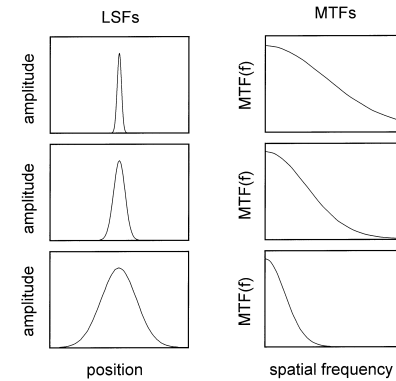 LSFs
MTFs
amplitude
MTF(f)
amplitude
MTF(f)
amplitude
MTF(f)
position
spatial frequency